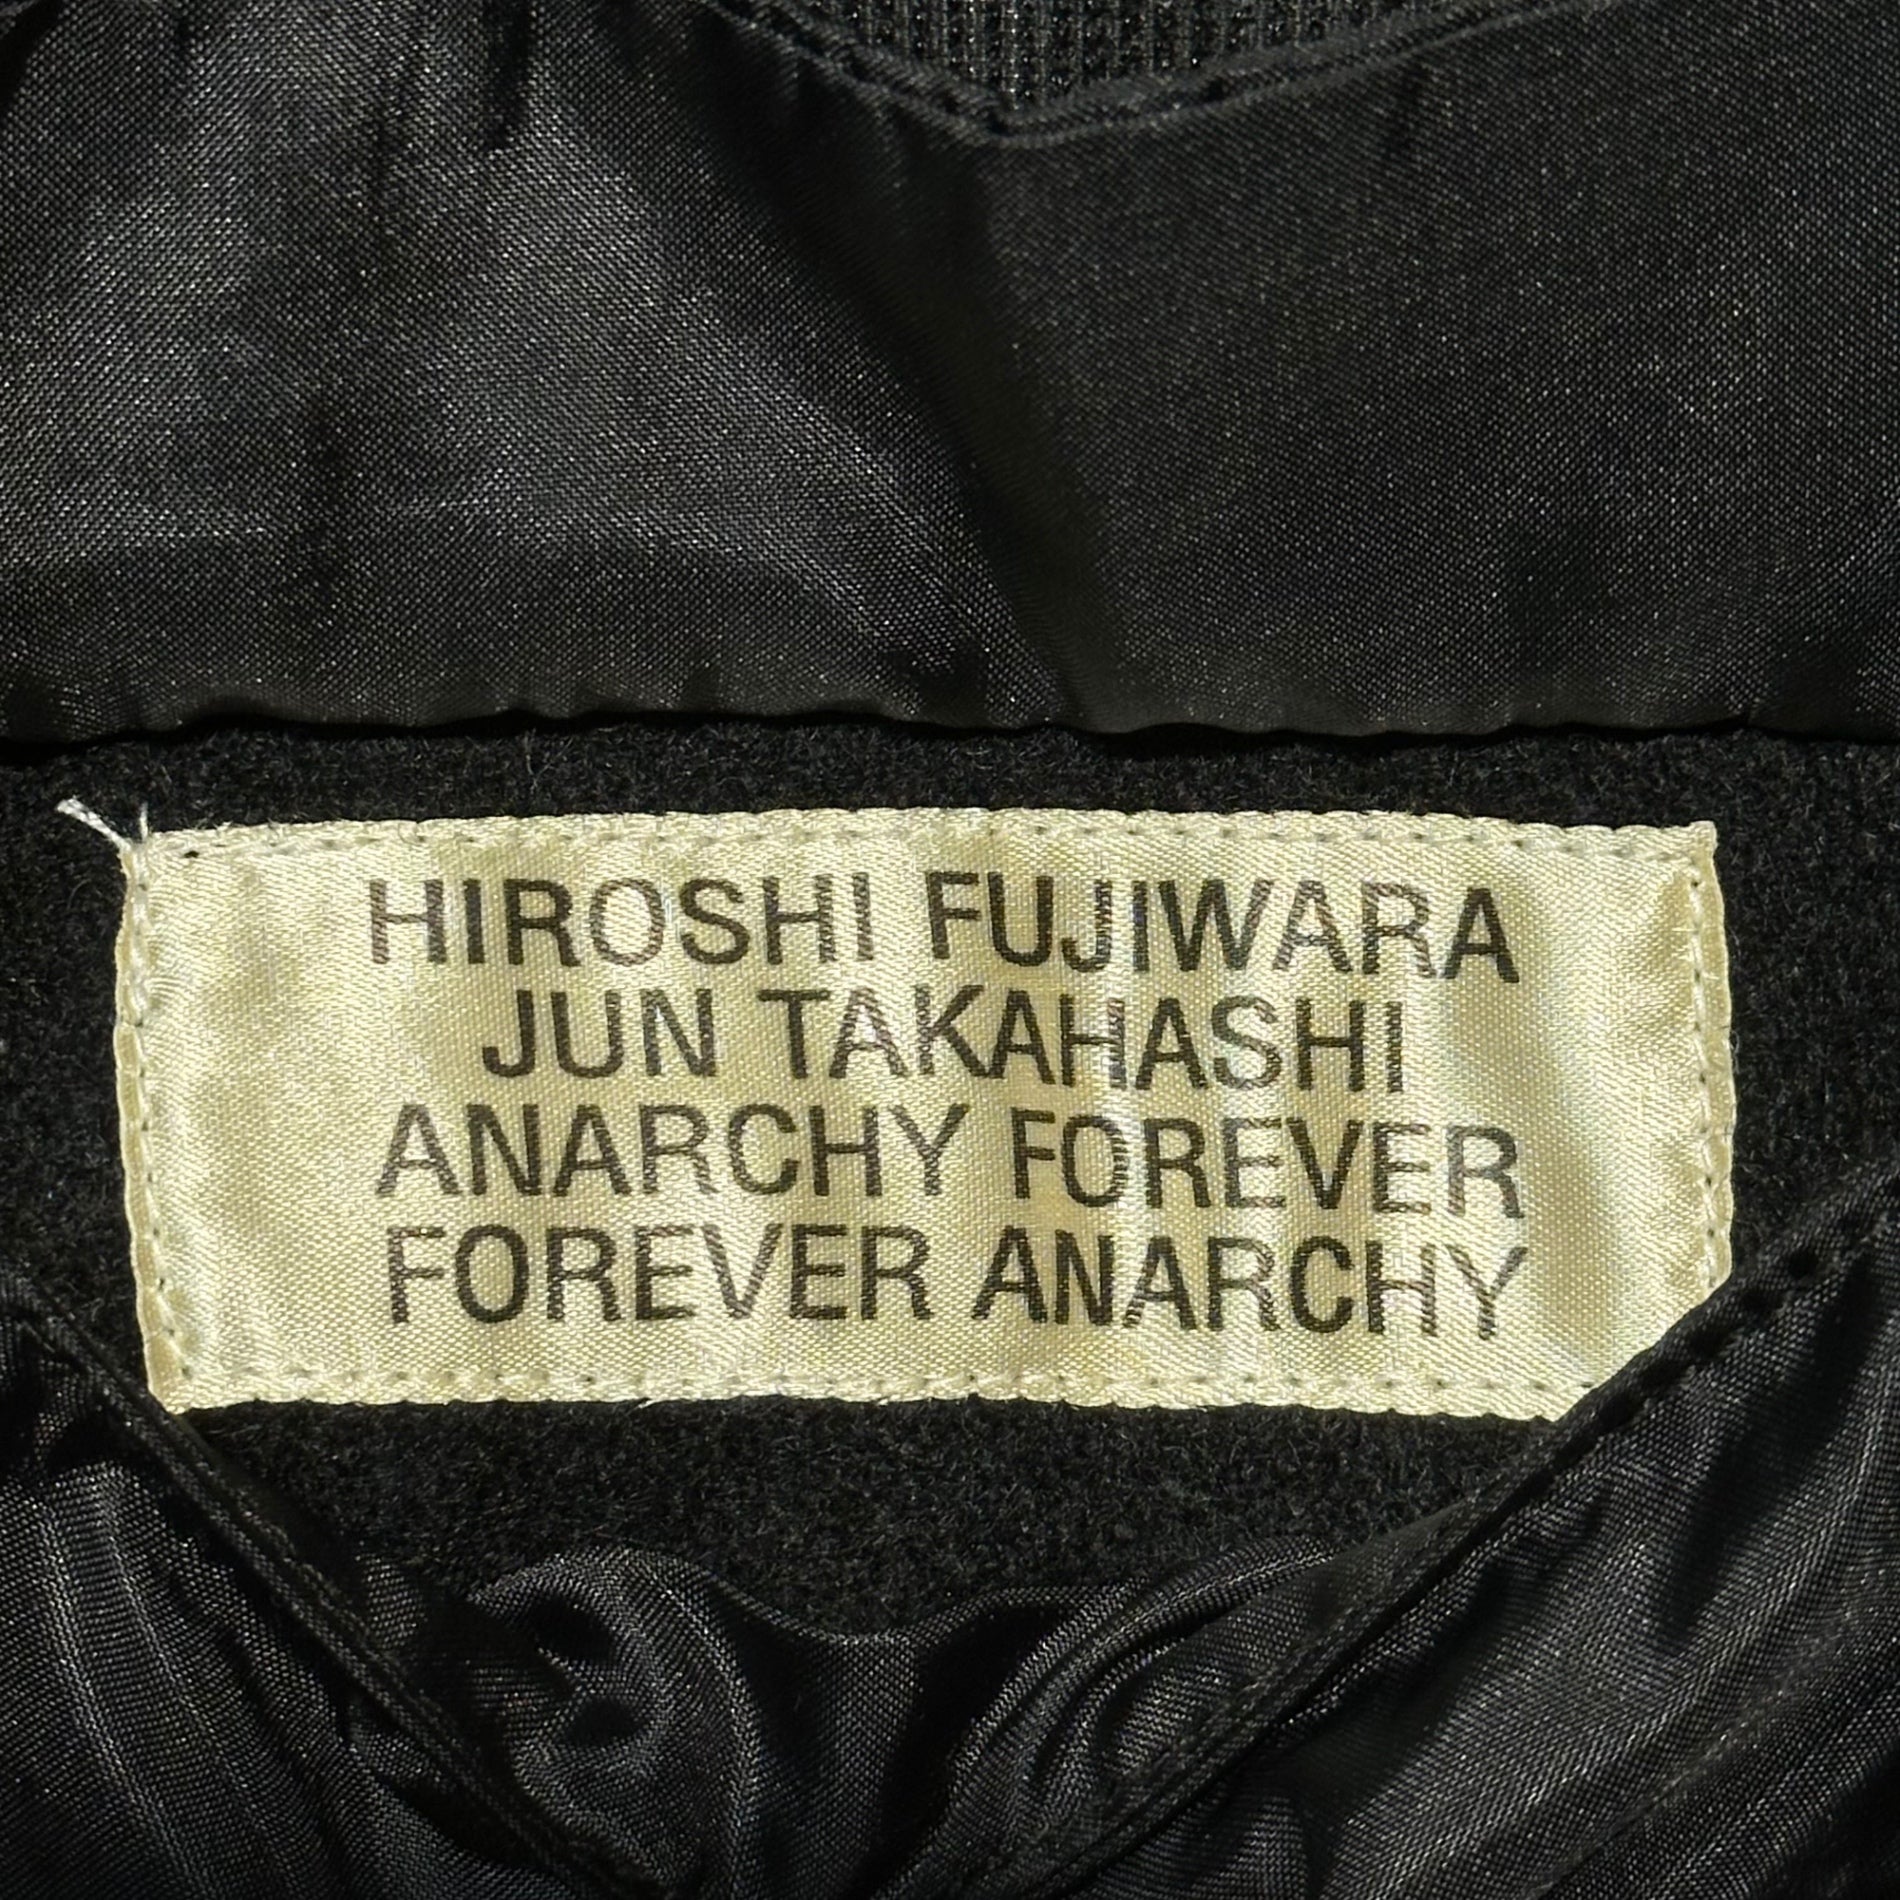 HIROSHI FUJIWARA
JUN TAKAHASHI
ANARCHY FOREVER
FOREVER ANARCHY